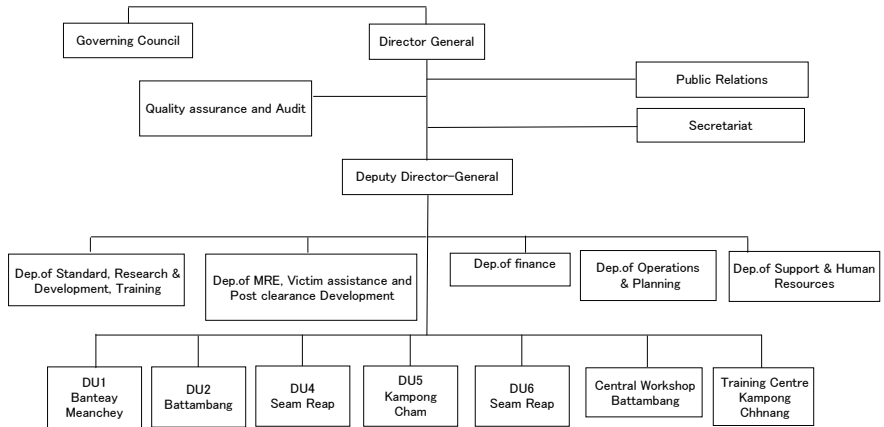 Governing Council
Director General
Public Relations
Quality assurance and Audit
Secretariat
Deputy Director-General
Dep.of Standard, Research &
Development, Training
Dep.of MRE, Victim assistance and
Post clearance Development
Dep.of finance
Dep.of Operations
& Planning
Dep.of Support & Human
Resources
DU1
Banteay
Meanchey
DU2
Battambang
DU4
Seam Reap
DU5
Kampong
Cham
DU6
Seam Reap
Central Workshop
Battambang
Training Centre
Kampong
Chhnang